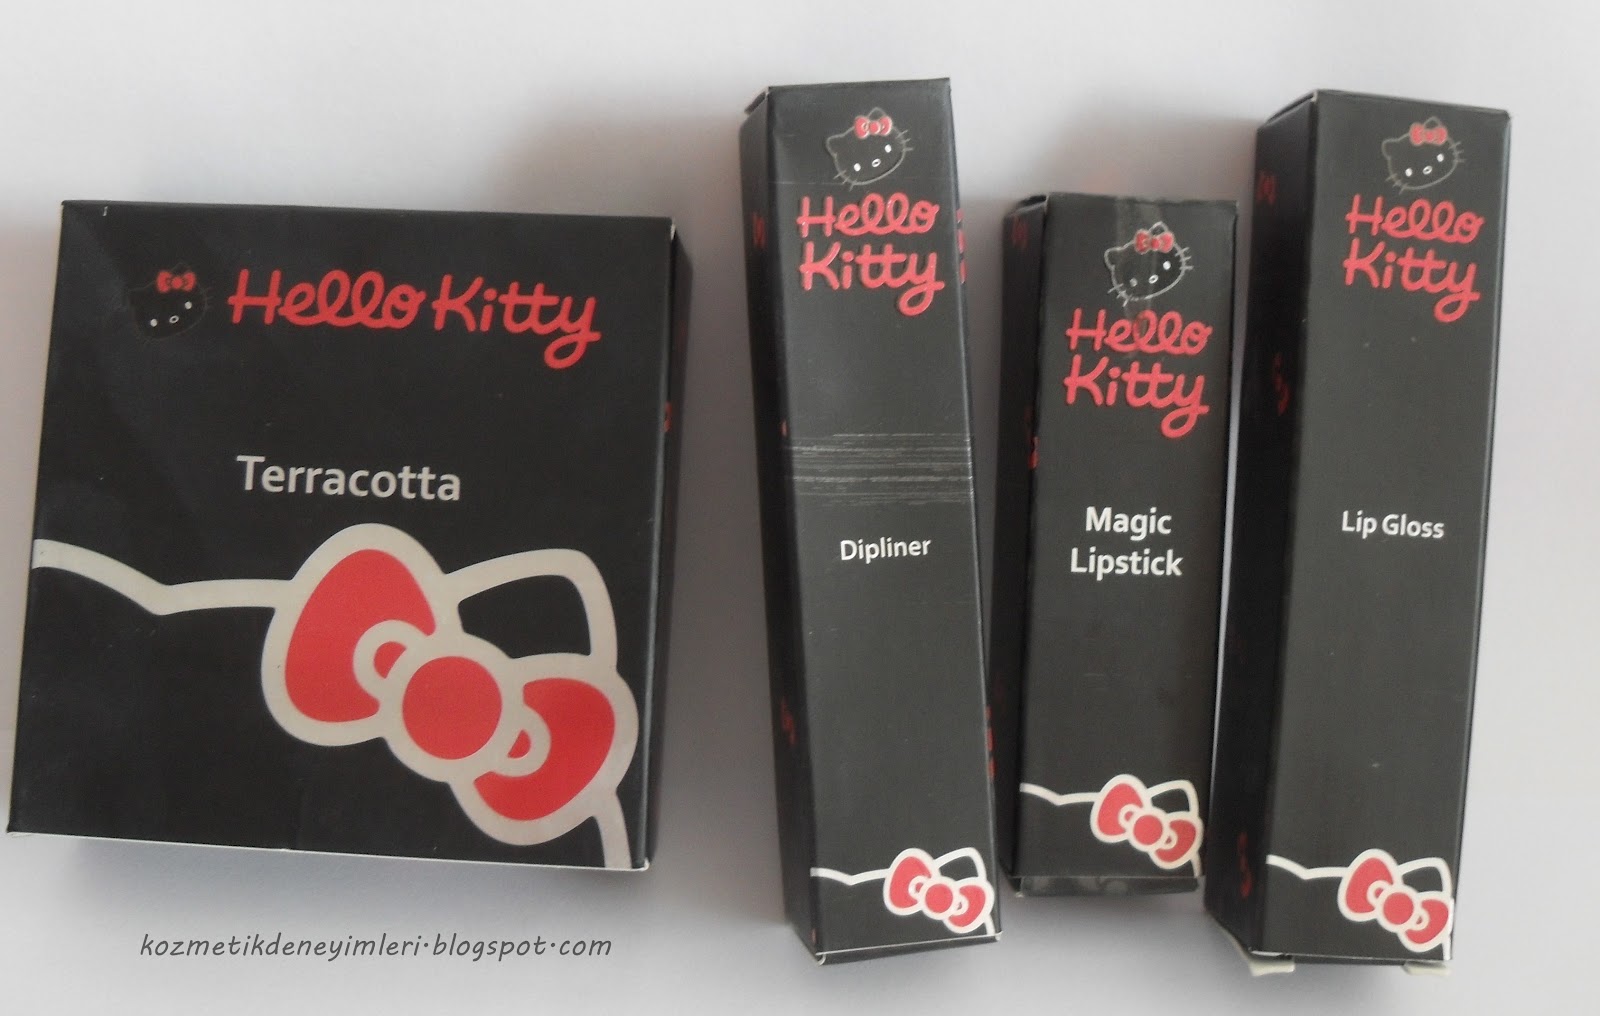 Hello Kitty
Terracotta
Hello
Kitty
Dipliner
Hello
Kitty
Magic
Lipstick
Hello
Kitty
Lip Gloss
kozmetikdeneyimleri.blogspot.com